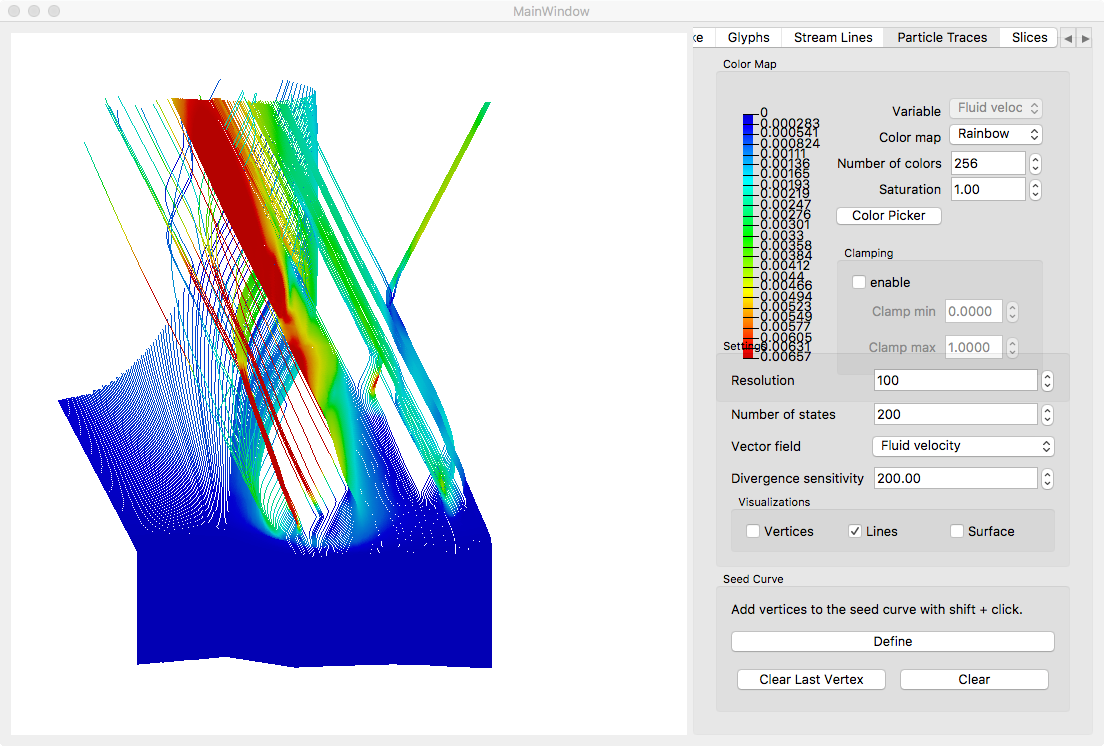 MainWindow
ke Glyphs Stream Lines Particle Traces Slices
Color Map
0
0.000283
0.000541
0.000824
0.00111
0.00136
0.00165
0.00193
0.00219
0.00247
0.00276
0.00301
0.0033
0.00358
0.00384
0.00412
0.0044
0.00466
0.00494
0.00523
0.00549
0.00577
0.00605
0.00631
0.00657
Variable Fluid veloc
Color map Rainbow
Number of colors 256
Saturation 1.00
Color Picker
Clamping
enable
Clamp min 0.0000
Clamp max 1.0000
Settings
Resolution 100
Number of states 200
Vector field Fluid velocity
Divergence sensitivity 200.00
Visualizations
Vertices Lines Surface
Seed Curve
Add vertices to the seed curve with shift + click.
Define
Clear Last Vertex Clear